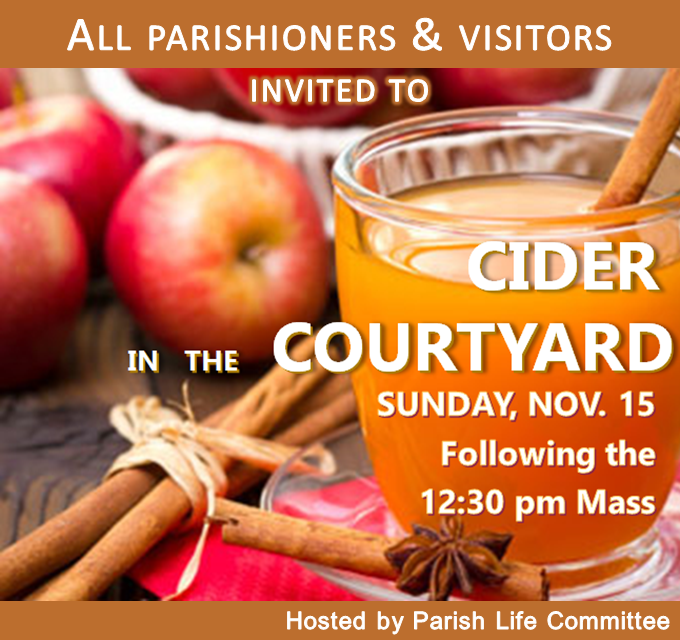 ALL PARISHIONERS & VISITORS
INVITED TO
CIDER
IN THE COURTYARD
SUNDAY, NOV. 15
Following the
12:30 pm Mass
Hosted by Parish Life Committee